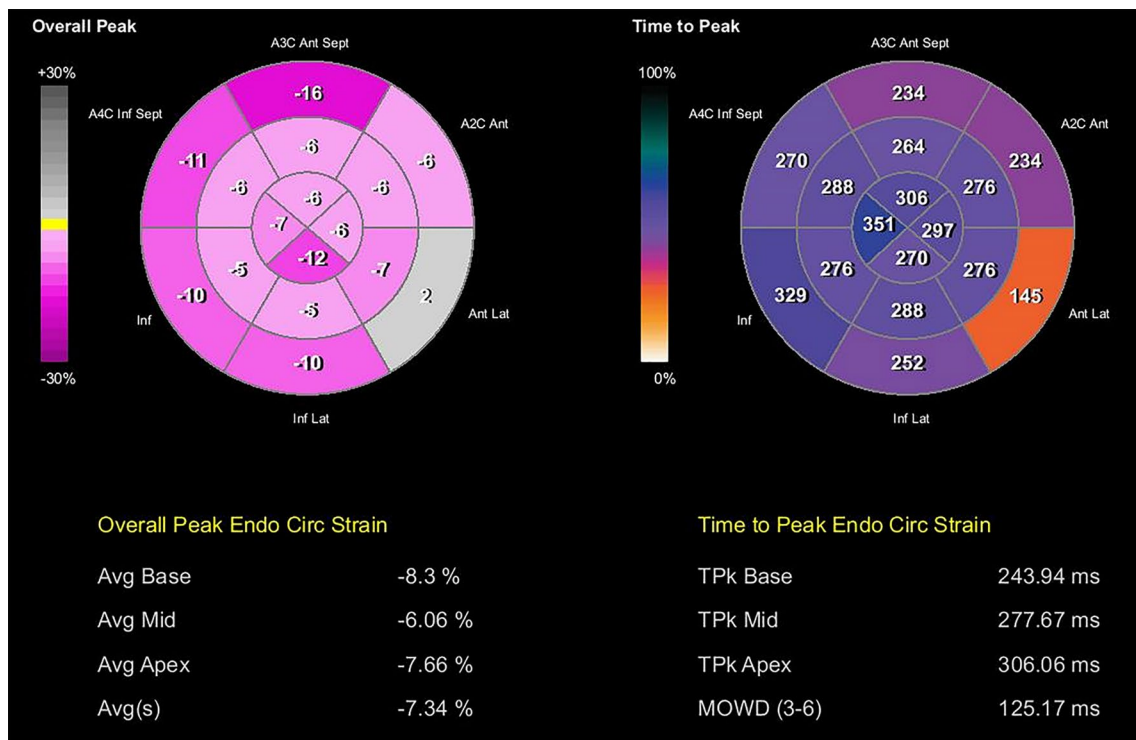 Overall Peak
Time to Peak
A3C Ant Sept
A3C Ant Sept
+30%
100%
A4C Inf Sept
A2C Ant
A4C Inf Sept
A2C Ant
-16
-11
-6
-6
-6
-6
-6
-7
-6
-12
-5
-7
2
-10
-5
-10
234
270
234
264
288
276
306
351
297
270
276
276
145
329
288
252
Inf
Ant Lat
Inf
Ant Lat
-30%
0%
Inf Lat
Inf Lat
Overall Peak Endo Circ Strain
Avg Base -8.3 %
Avg Mid -6.06 %
Avg Apex -7.66 %
Avg(s) -7.34 %
Time to Peak Endo Circ Strain
TPk Base 243.94 ms
TPk Mid 277.67 ms
TPk Apex 306.06 ms
MOWD (3-6) 125.17 ms